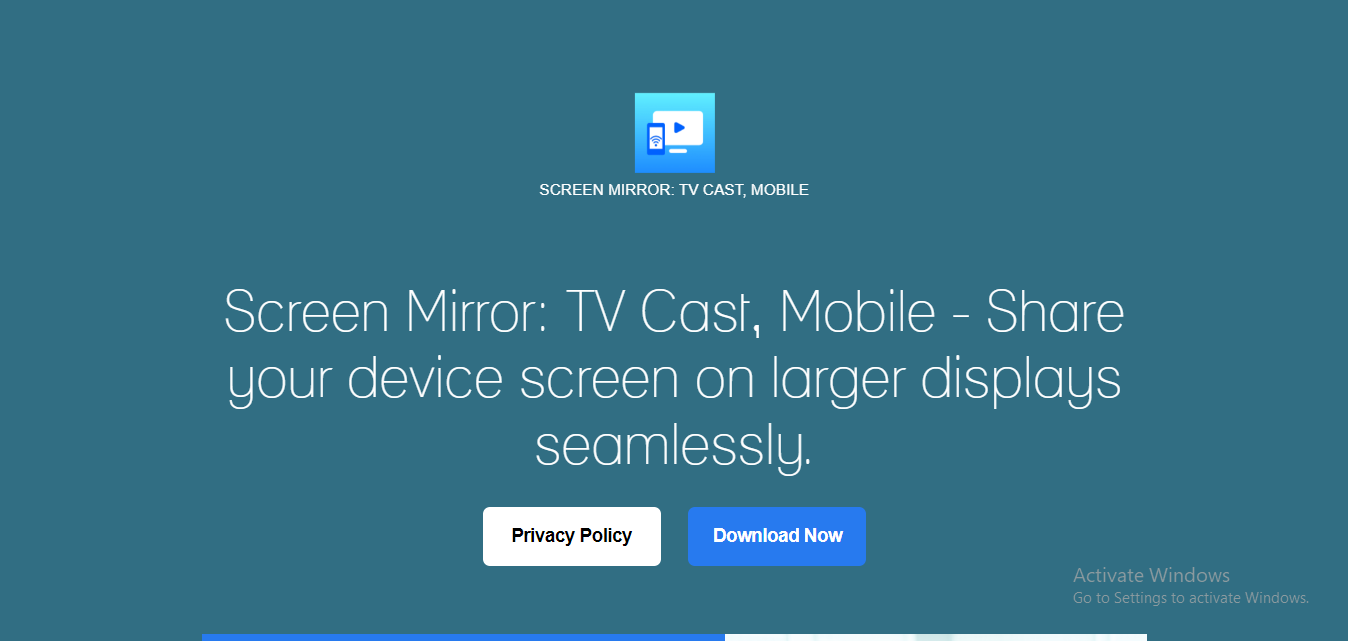 SCREEN MIRROR: TV CAST, MOBILE
Screen Mirror: TV Cast, Mobile - Share
your device screen on larger displays
seamlessly.
Privacy Policy
Download Now
Activate Windows
Go to Settings to activate Windows.